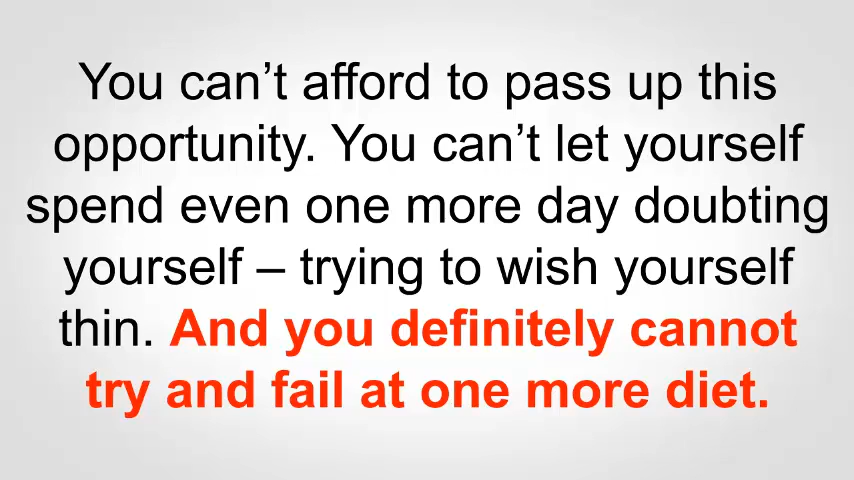 You can’t afford to pass up this
opportunity. You can’t let yourself
spend even one more day doubting
yourself – trying to wish yourself
thin. And you definitely cannot
try and fail at one more diet.